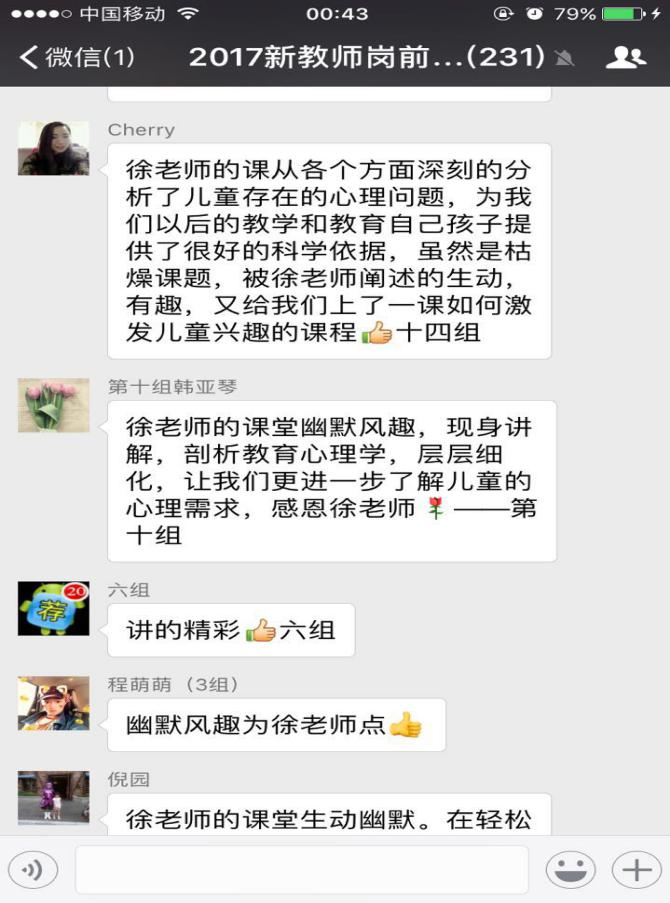 中国移动 00:43 79%
微信(1) 2017新教师岗前...(231)
Cherry
徐老师的课从各个方面深刻的分
析了儿童存在的心理问题，为我
们以后的教学和教育自己孩子提
供了很好的科学依据，虽然是枯
燥课题，被徐老师阐述的生动，
有趣，又给我们上了一课如何激
发儿童兴趣的课程👍十四组
第十组韩亚琴
徐老师的课堂幽默风趣，现身讲
解，剖析教育心理学，层层细
化，让我们更进一步了解儿童的
心理需求，感恩徐老师🌹——第
十组
荐 20
六组
讲的精彩👍六组
程萌萌（3组）
幽默风趣为徐老师点👍
倪园
徐老师的课堂生动幽默。在轻松